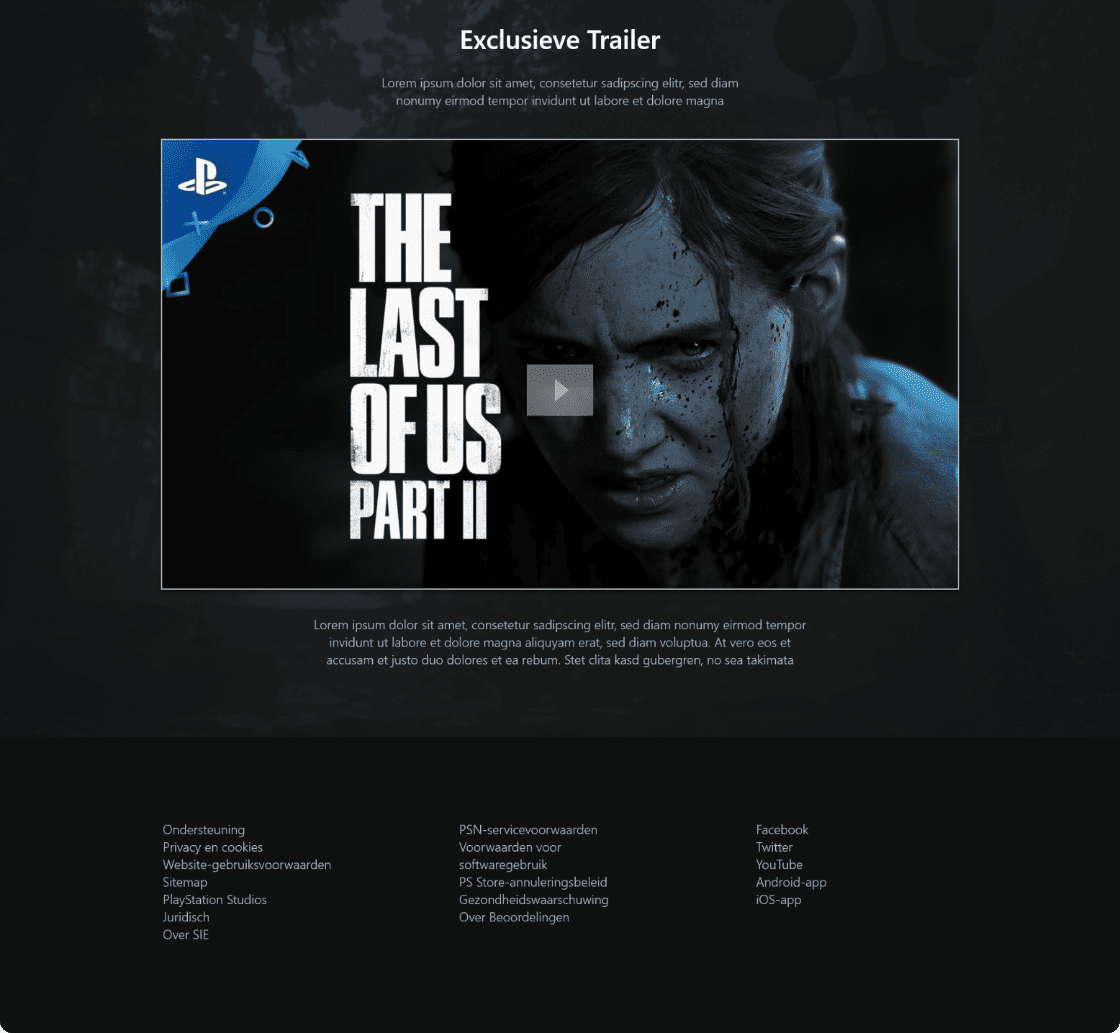 Exclusieve Trailer
Lorem ipsum dolor sit amet, consetetur sadipscing elitr, sed diam
nonumy eirmod tempor invidunt ut labore et dolore magna
THE
LAST
OF US
PART II
Lorem ipsum dolor sit amet, consetetur sadipscing elitr, sed diam nonumy eirmod tempor
invidunt ut labore et dolore magna aliquyam erat, sed diam voluptua. At vero eos et
accusam et justo duo dolores et ea rebum. Stet clita kasd gubergren, no sea takimata
Ondersteuning
Privacy en cookies
Website-gebruiksvoorwaarden
Sitemap
PlayStation Studios
Juridisch
Over SIE
PSN-servicevoorwaarden
Voorwaarden voor
softwaregebruik
PS Store-annuleringsbeleid
Gezondheidswaarschuwing
Over Beoordelingen
Facebook
Twitter
YouTube
Android-app
iOS-app